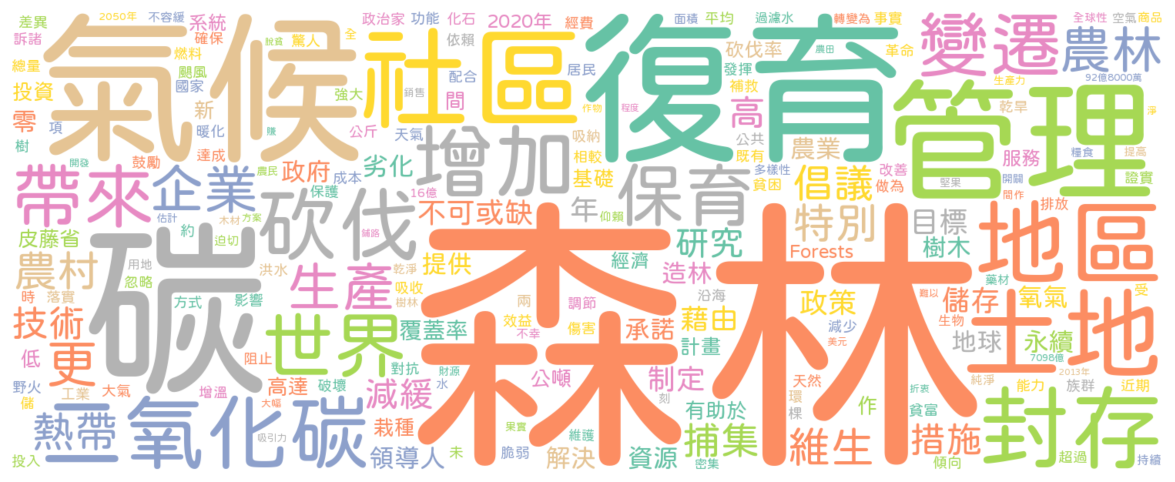 差異
2050年
不容緩
系統
政治家
功能
化石
2020年
經費
面積
平均
過濾水
轉變為
事實
全球性
空氣
商品
訴諸
確保
氣候
脫貧
驚人
全
依賴
社區
復育
砍伐率
農田
革命
變遷
農林
總量
燃料
颶風
國家
強大
配合
居民
發揮
補救
生產力
92億8000萬
投資
新
間
銷售
作物
程度
高
管理
乾旱
淨
零
項
暖化
賺
公斤
天氣
增加
吸納
公共
農業
糧食
提高
樹
鼓勵
達成
政府
劣化
相較
既有
服務
證實
開發
農民
成本
基礎
多樣性
改善
開闢
帶來
企業
保護
16億
保育
貧困
倡議
做為
堅果
間作
估計
木材
方案
砍伐
不可或缺
年
仰賴
特別
目標
排放
地區
皮藤省
約
迫切
鋪路
森林
研究
樹木
碳
農村
用地
忽略
洪水
生產
乾淨
吸收
提供
經濟
造林
Forests
藥材
土地
時
落實
方式
影響
樹林
兩
調節
沿海
政策
難以
儲存
氧氣
受
技術
世界
覆蓋率
效益
不幸
傷害
承諾
藉由
減少
生物
美元
地球
永續
7098億
低
更
阻止
對抗
財源
計畫
折衷
純淨
2013年
野火
工業
大氣
增溫
高達
破壞
水
減緩
公噸
刻
制定
天然
環
能力
族群
近期
儲
大幅
棵
作
貧富
熱帶
二氧化碳
吸引力
栽種
果實
維護
有助於
捕集
維生
措施
封存
投入
領導人
未
脆弱
解決
資源
密集
傾向
超過
持續